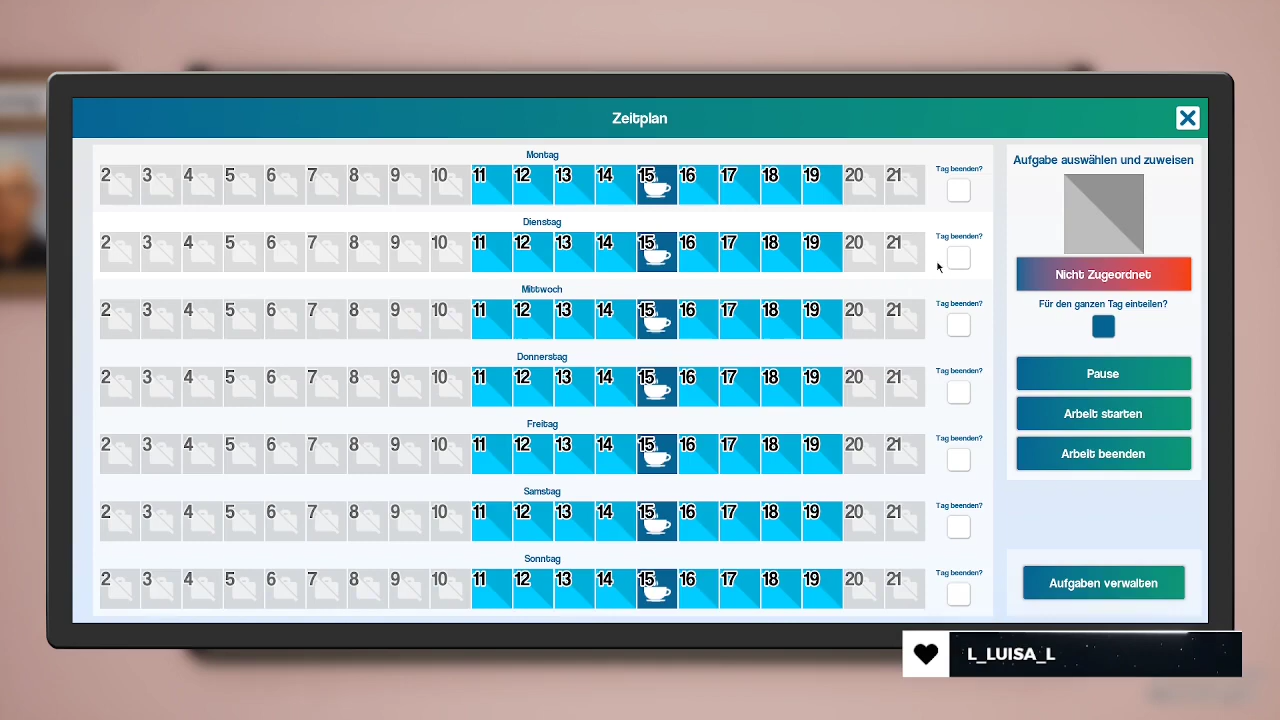 Zeitplan
Montag
2 3 4 5 6 7 8 9 10 11 12 13 14 15 16 17 18 19 20 21 Tag beenden?
Dienstag
2 3 4 5 6 7 8 9 10 11 12 13 14 15 16 17 18 19 20 21 Tag beenden?
Mittwoch
2 3 4 5 6 7 8 9 10 11 12 13 14 15 16 17 18 19 20 21 Tag beenden?
Donnerstag
2 3 4 5 6 7 8 9 10 11 12 13 14 15 16 17 18 19 20 21 Tag beenden?
Freitag
2 3 4 5 6 7 8 9 10 11 12 13 14 15 16 17 18 19 20 21 Tag beenden?
Samstag
2 3 4 5 6 7 8 9 10 11 12 13 14 15 16 17 18 19 20 21 Tag beenden?
Sonntag
2 3 4 5 6 7 8 9 10 11 12 13 14 15 16 17 18 19 20 21 Tag beenden?
Aufgabe auswählen und zuweisen
Nicht Zugeordnet
Für den ganzen Tag einteilen?
Pause
Arbeit starten
Arbeit beenden
Aufgaben verwalten
L_LUISA_L